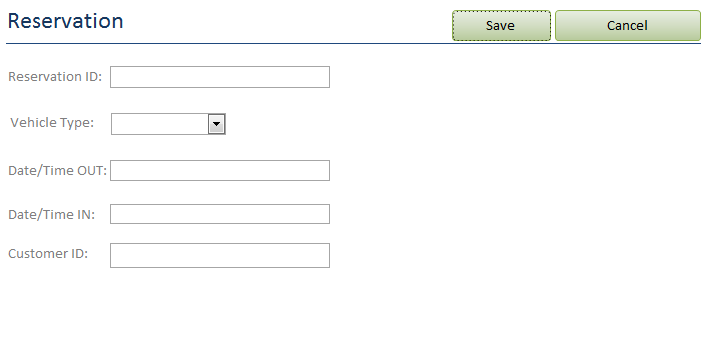 Reservation
Save
Cancel
Reservation ID:
Vehicle Type:
Date/Time OUT:
Date/Time IN:
Customer ID: